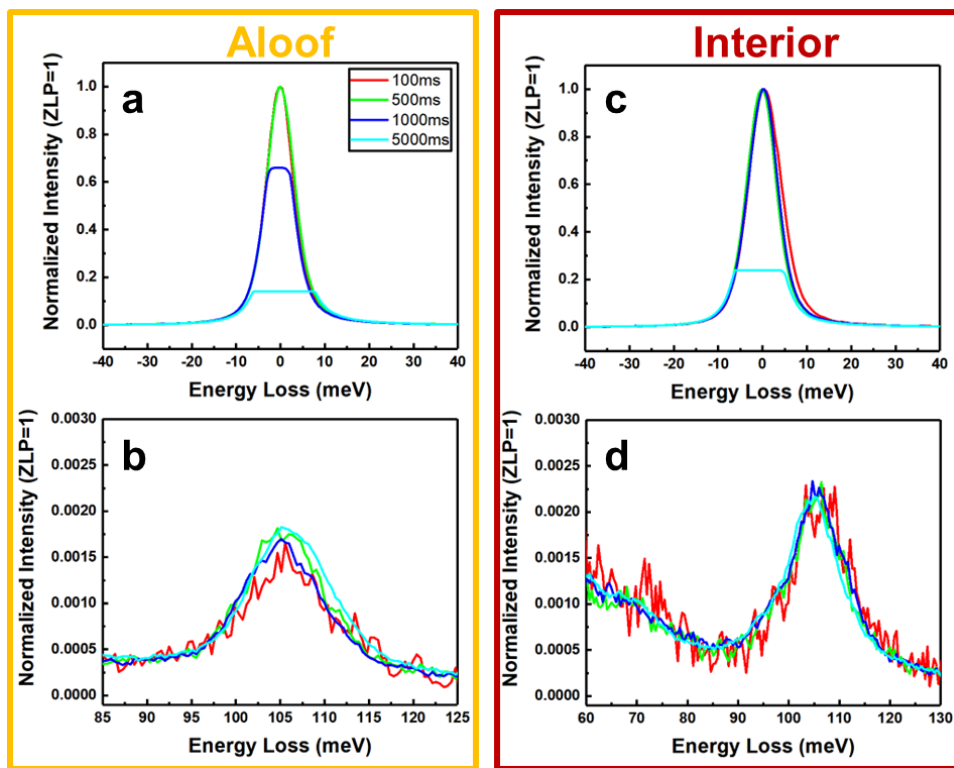 Aloof
a
100ms
500ms
1000ms
5000ms
Normalized Intensity (ZLP=1)
1.0
0.8
0.6
0.4
0.2
0.0
-40 -30 -20 -10 0 10 20 30 40
Energy Loss (meV)
b
Normalized Intensity (ZLP=1)
0.0030
0.0025
0.0020
0.0015
0.0010
0.0005
0.0000
85 90 95 100 105 110 115 120 125
Energy Loss (meV)
Interior
c
Normalized Intensity (ZLP=1)
1.0
0.8
0.6
0.4
0.2
0.0
-40 -30 -20 -10 0 10 20 30 40
Energy Loss (meV)
d
Normalized Intensity (ZLP=1)
0.0030
0.0025
0.0020
0.0015
0.0010
0.0005
0.0000
60 70 80 90 100 110 120 130
Energy Loss (meV)